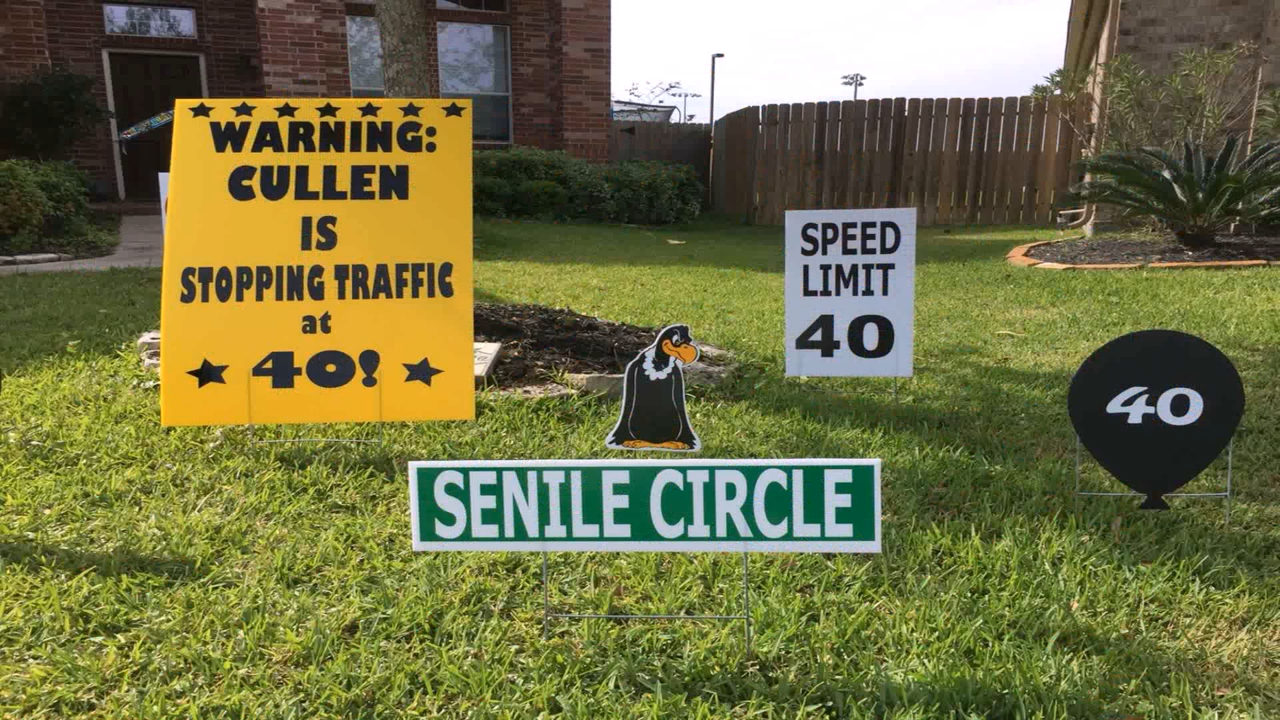 WARNING:
CULLEN
IS
STOPPING TRAFFIC
at
40!
SPEED
LIMIT
40
40
SENILE CIRCLE